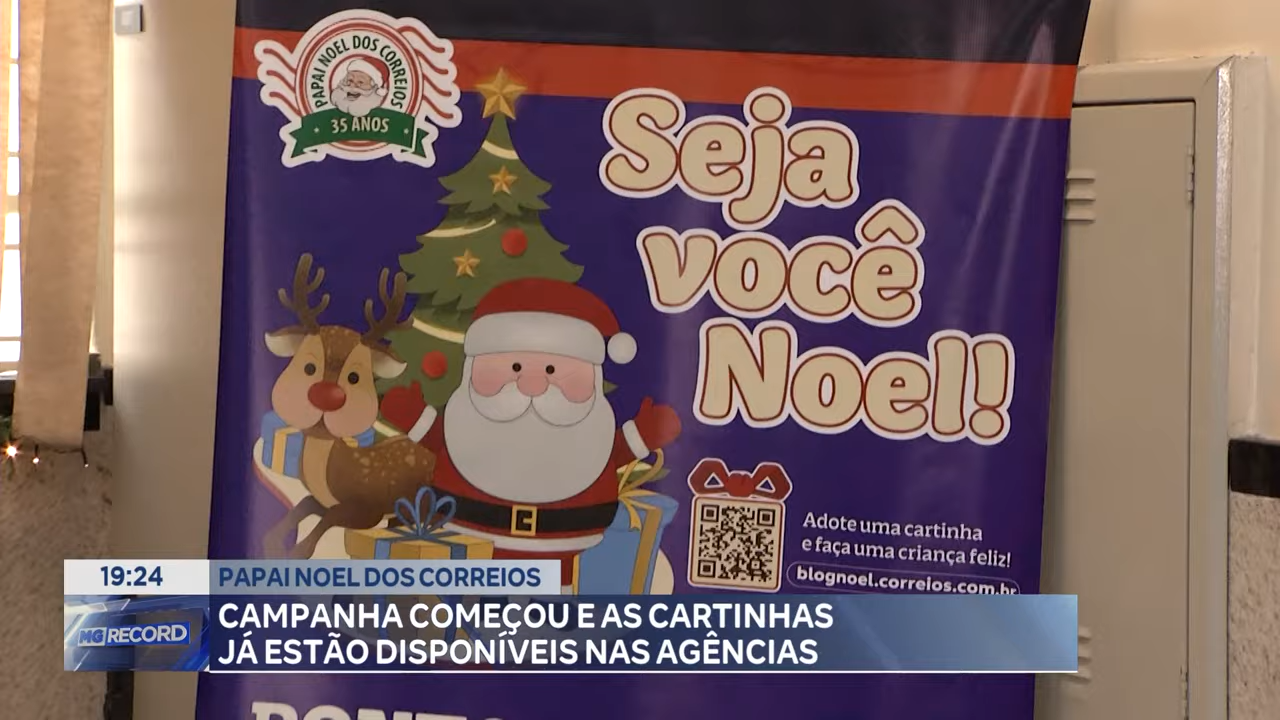 PAPAI NOEL DOS CORREIOS
35 ANOS
Seja
você
Noel!
Adote uma cartinha
e faça uma criança feliz!
blognoel.correios.com.br
19:24
PAPAI NOEL DOS CORREIOS
MG RECORD
CAMPANHA COMEÇOU E AS CARTINHAS
JÁ ESTÃO DISPONÍVEIS NAS AGÊNCIAS